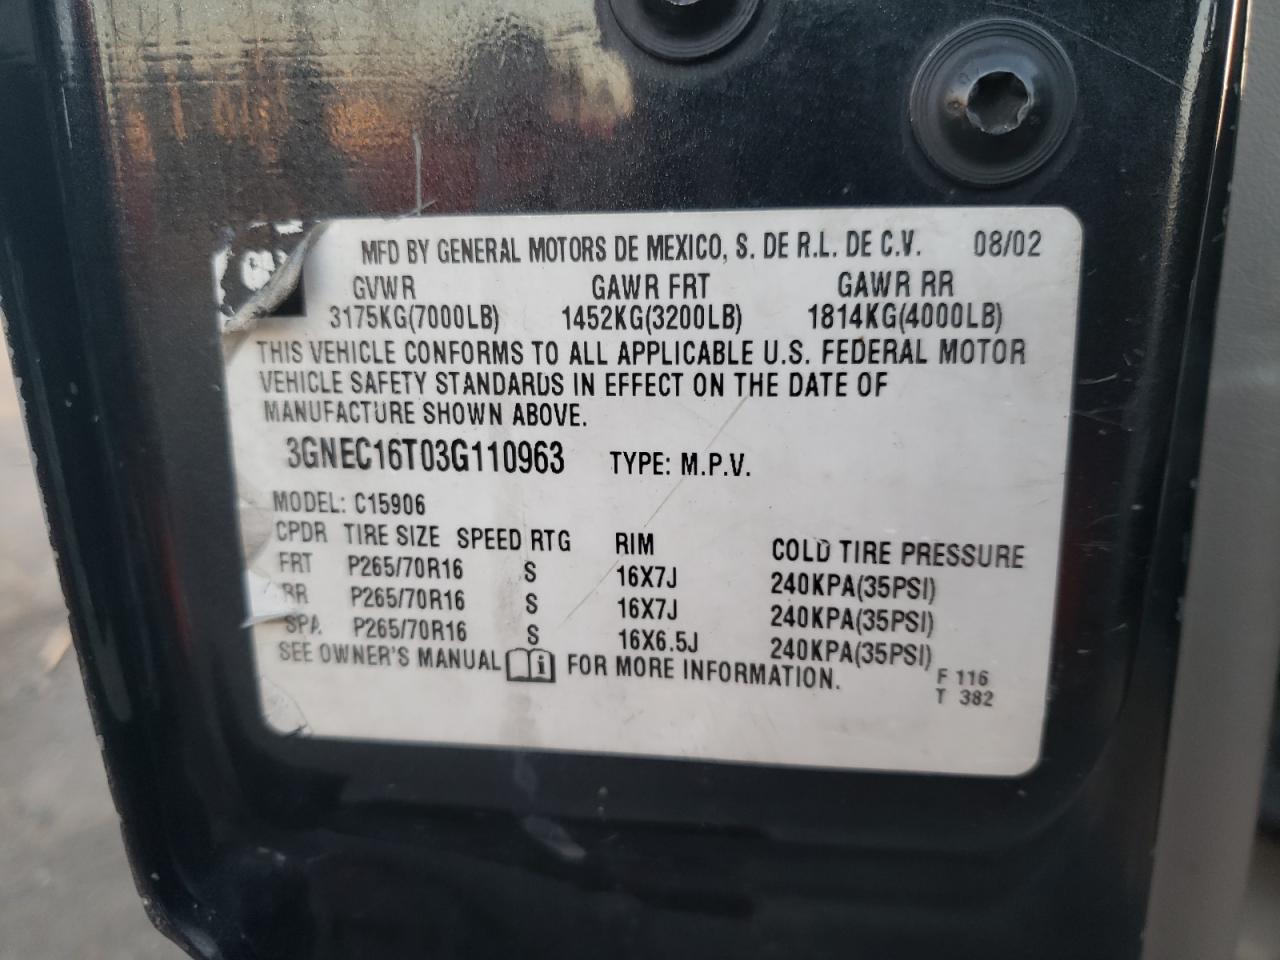 MFD BY GENERAL MOTORS DE MEXICO, S. DE R.L. DE C.V. 08/02
GVWR GAWR FRT GAWR RR
3175KG(7000LB) 1452KG(3200LB) 1814KG(4000LB)
THIS VEHICLE CONFORMS TO ALL APPLICABLE U.S. FEDERAL MOTOR
VEHICLE SAFETY STANDARDS IN EFFECT ON THE DATE OF
MANUFACTURE SHOWN ABOVE.
3GNEC16T03G110963 TYPE: M.P.V.
MODEL: C15906
CPDR TIRE SIZE SPEED RTG RIM COLD TIRE PRESSURE
FRT P265/70R16 S 16X7J 240KPA(35PSI)
RR P265/70R16 S 16X7J 240KPA(35PSI)
SPA P265/70R16 S 16X6.5J 240KPA(35PSI)
SEE OWNER'S MANUAL FOR MORE INFORMATION.
F 116
T 382